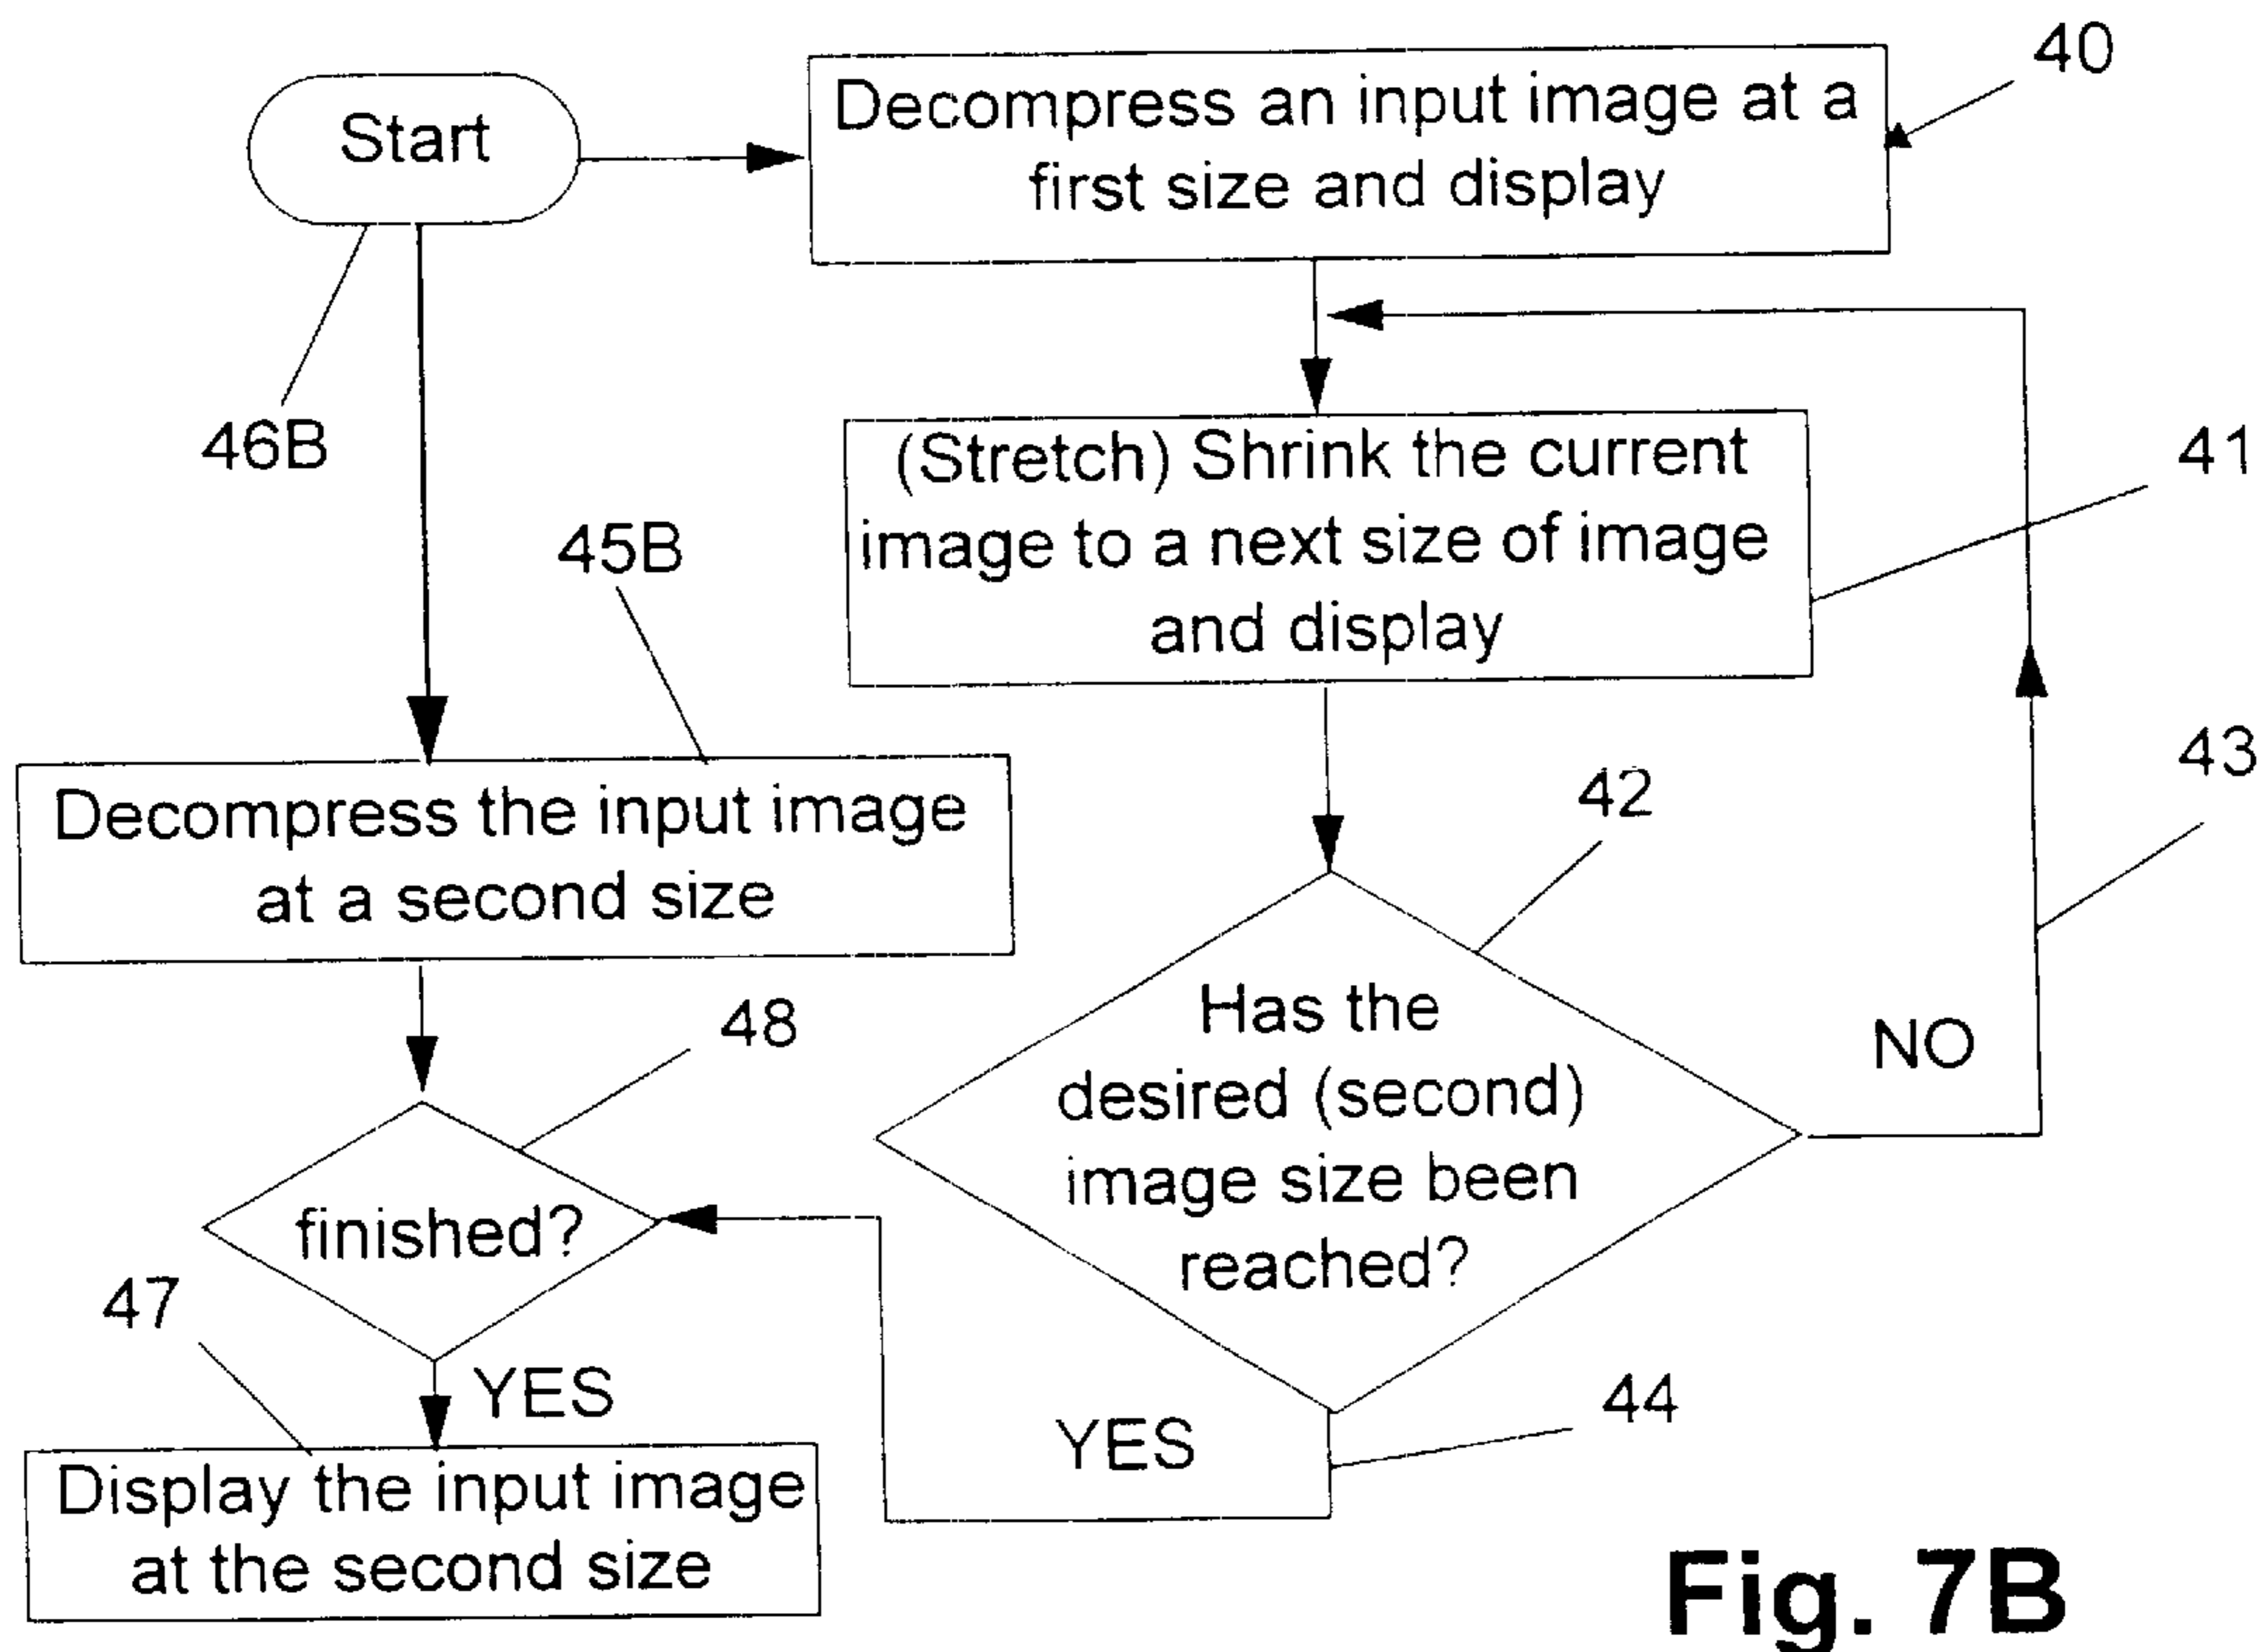 Start
Decompress an input image at a
first size and display
40
46B
(Stretch) Shrink the current
image to a next size of image
and display
41
45B
Decompress the input image
at a second size
43
42
48
Has the
desired (second)
image size been
reached?
NO
finished?
47
YES
YES
44
Display the input image
at the second size
Fig. 7B